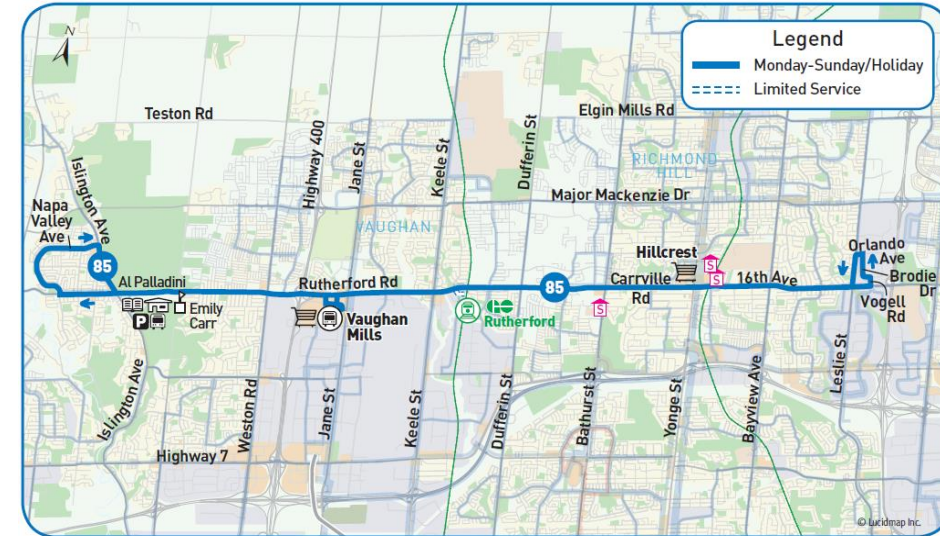 N
Legend
Monday-Sunday/Holiday
Limited Service
Teston Rd
Elgin Mills Rd
Islington Ave
Highway 400
Jane St
Keele St
Dufferin St
RICHMOND
HILL
Major Mackenzie Dr
Napa
Valley
Ave
VAUGHAN
85
Al Palladini
Emily
Carr
P
Rutherford Rd
Vaughan
Mills
GO
Rutherford
85
Hillcrest
Carrville
Rd
S
S
S
16th Ave
Orlando
Ave
Brodie
Dr
Vogell
Rd
Islington Ave
Weston Rd
Jane St
Keele St
Dufferin St
Bathurst St
Yonge St
Bayview Ave
Leslie St
Highway 7
© Lucidmap Inc.